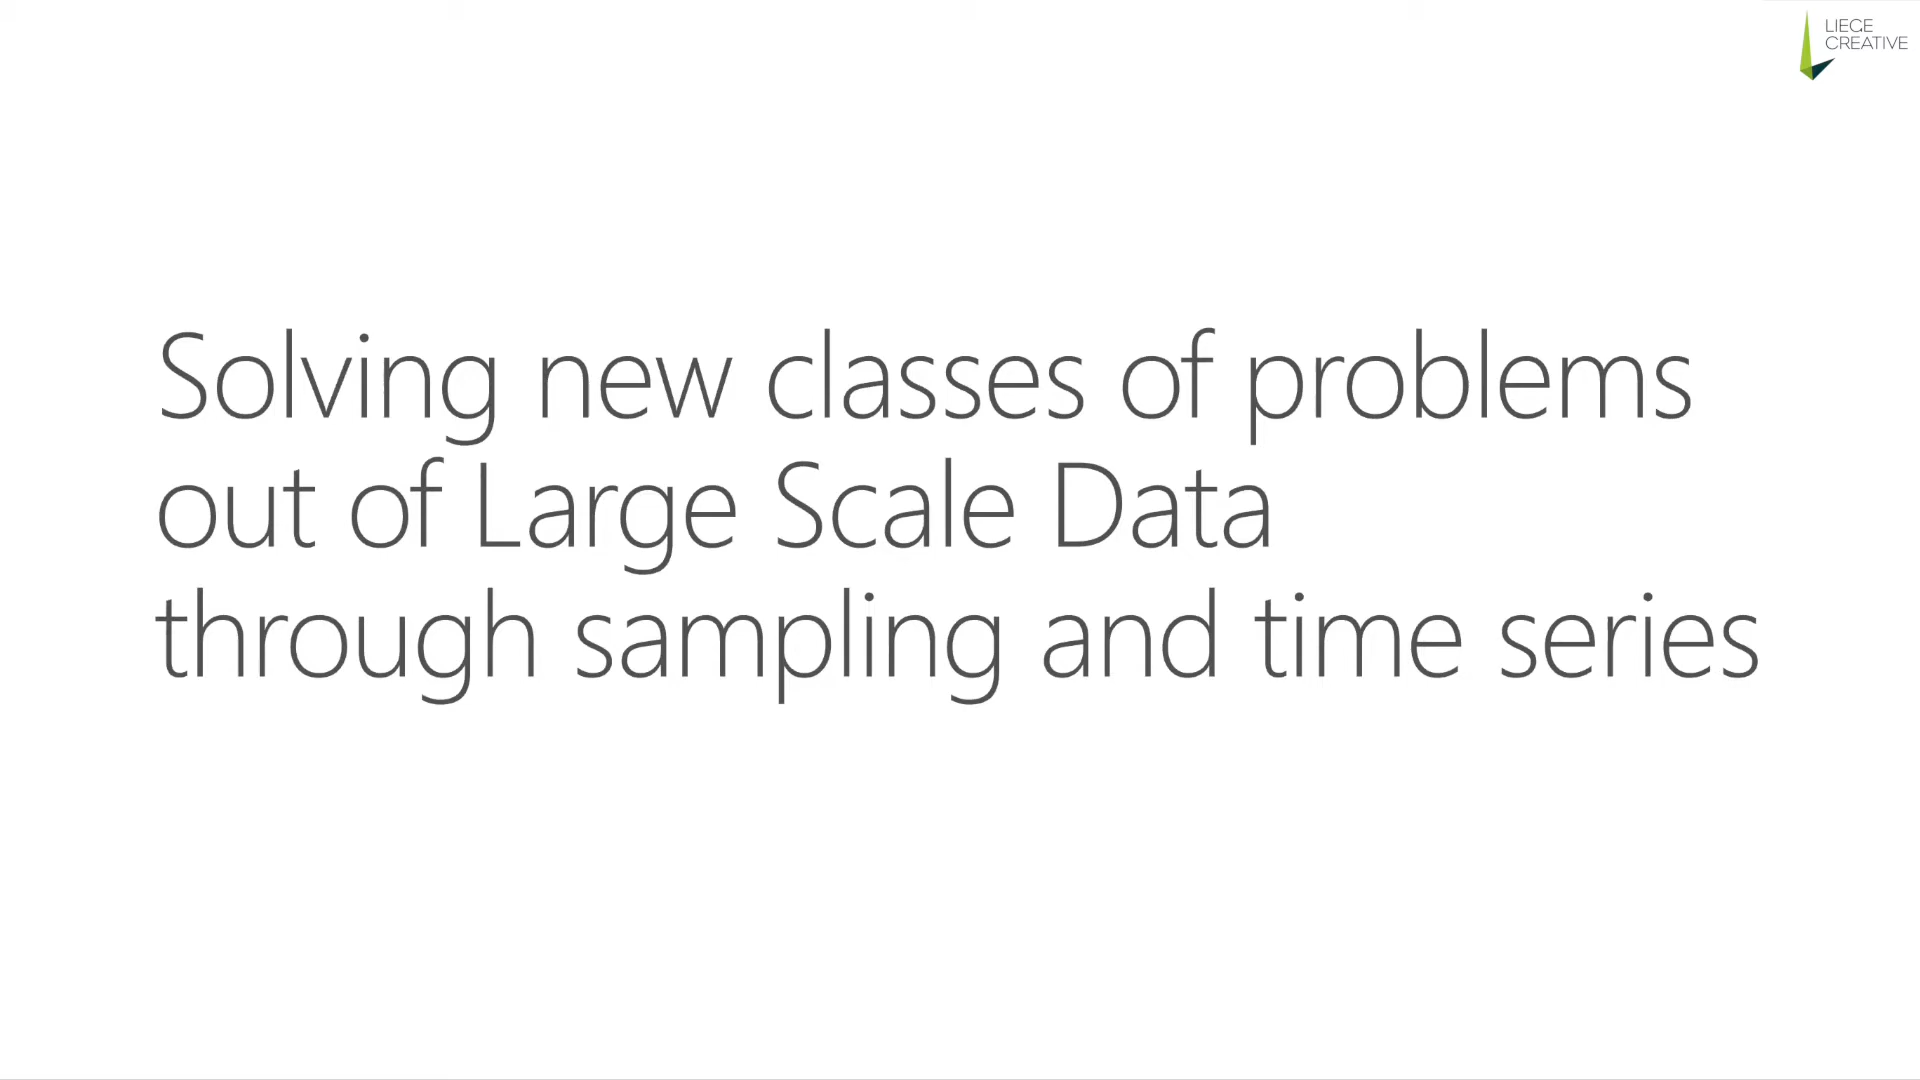 LIEGE
CREATIVE
Solving new classes of problems
out of Large Scale Data
through sampling and time series